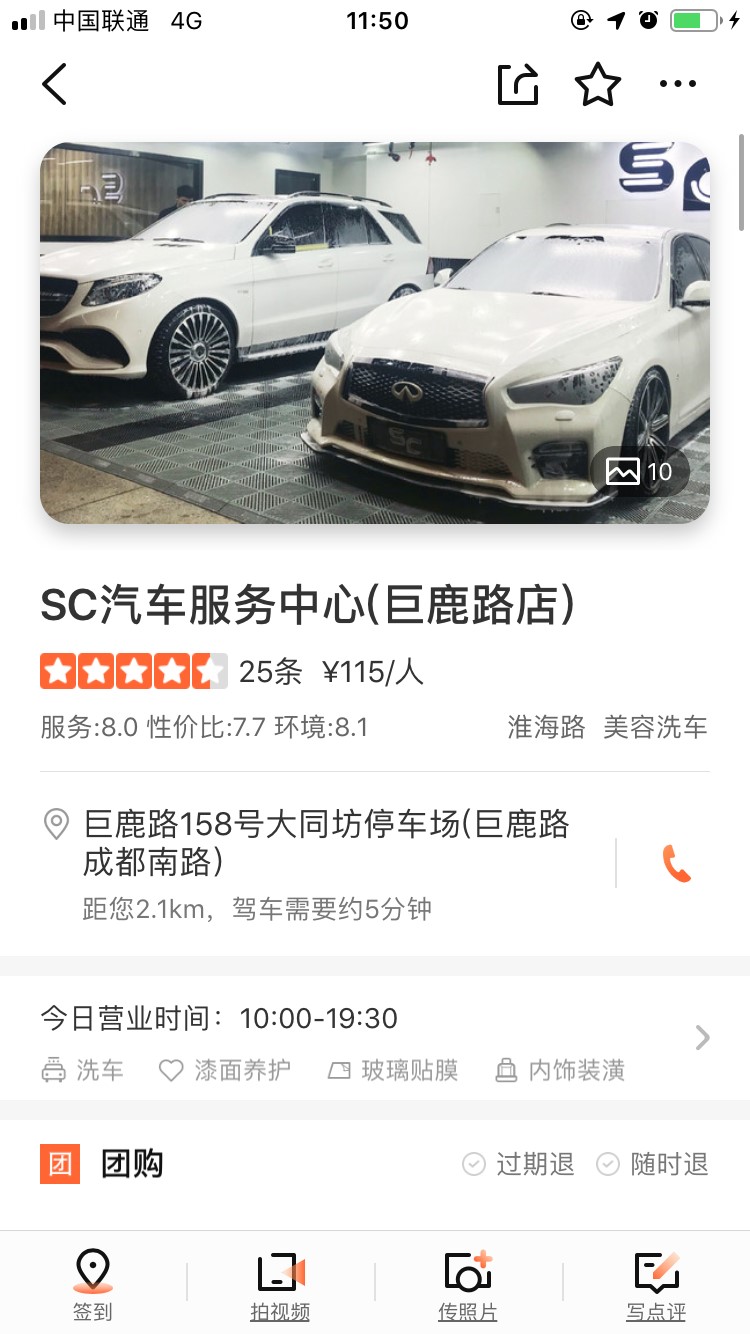 中国联通 4G 11:50
SC
10
SC汽车服务中心(巨鹿路店)
25条 ¥115/人
服务:8.0 性价比:7.7 环境:8.1 淮海路 美容洗车
巨鹿路158号大同坊停车场(巨鹿路
成都南路)
距您2.1km，驾车需要约5分钟
今日营业时间：10:00-19:30
洗车 漆面养护 玻璃贴膜 内饰装潢
团 团购 过期退 随时退
签到 拍视频 传照片 写点评